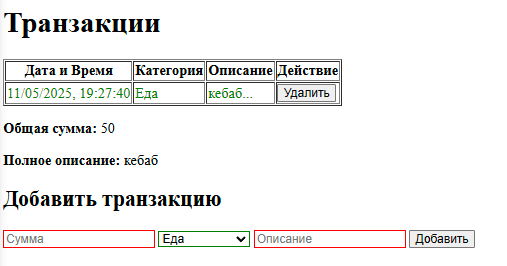 Транзакции
Дата и Время Категория Описание Действие
11/05/2025, 19:27:40 Еда кебаб... Удалить
Общая сумма: 50
Полное описание: кебаб
Добавить транзакцию
Сумма Еда Описание Добавить